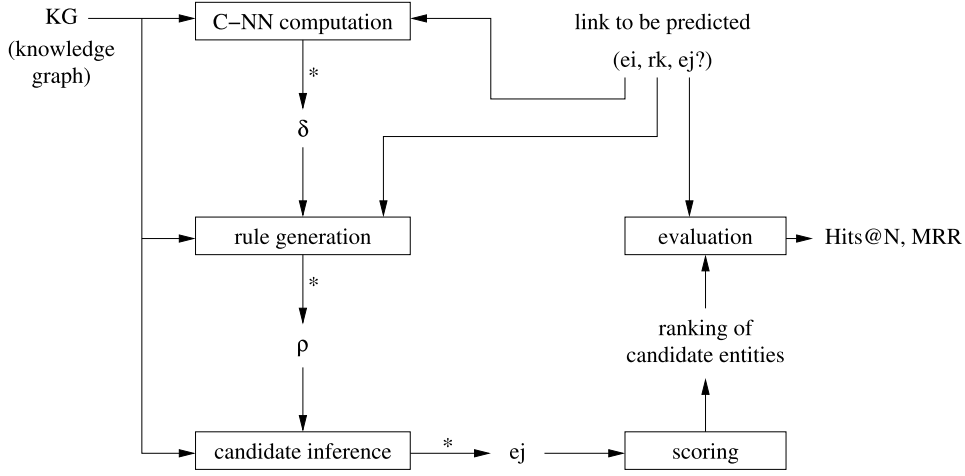 KG
(knowledge
graph)
C−NN computation
link to be predicted
(ei, rk, ej?)
*
δ
rule generation
evaluation
Hits@N, MRR
*
ρ
ranking of
candidate entities
candidate inference
*
ej
scoring